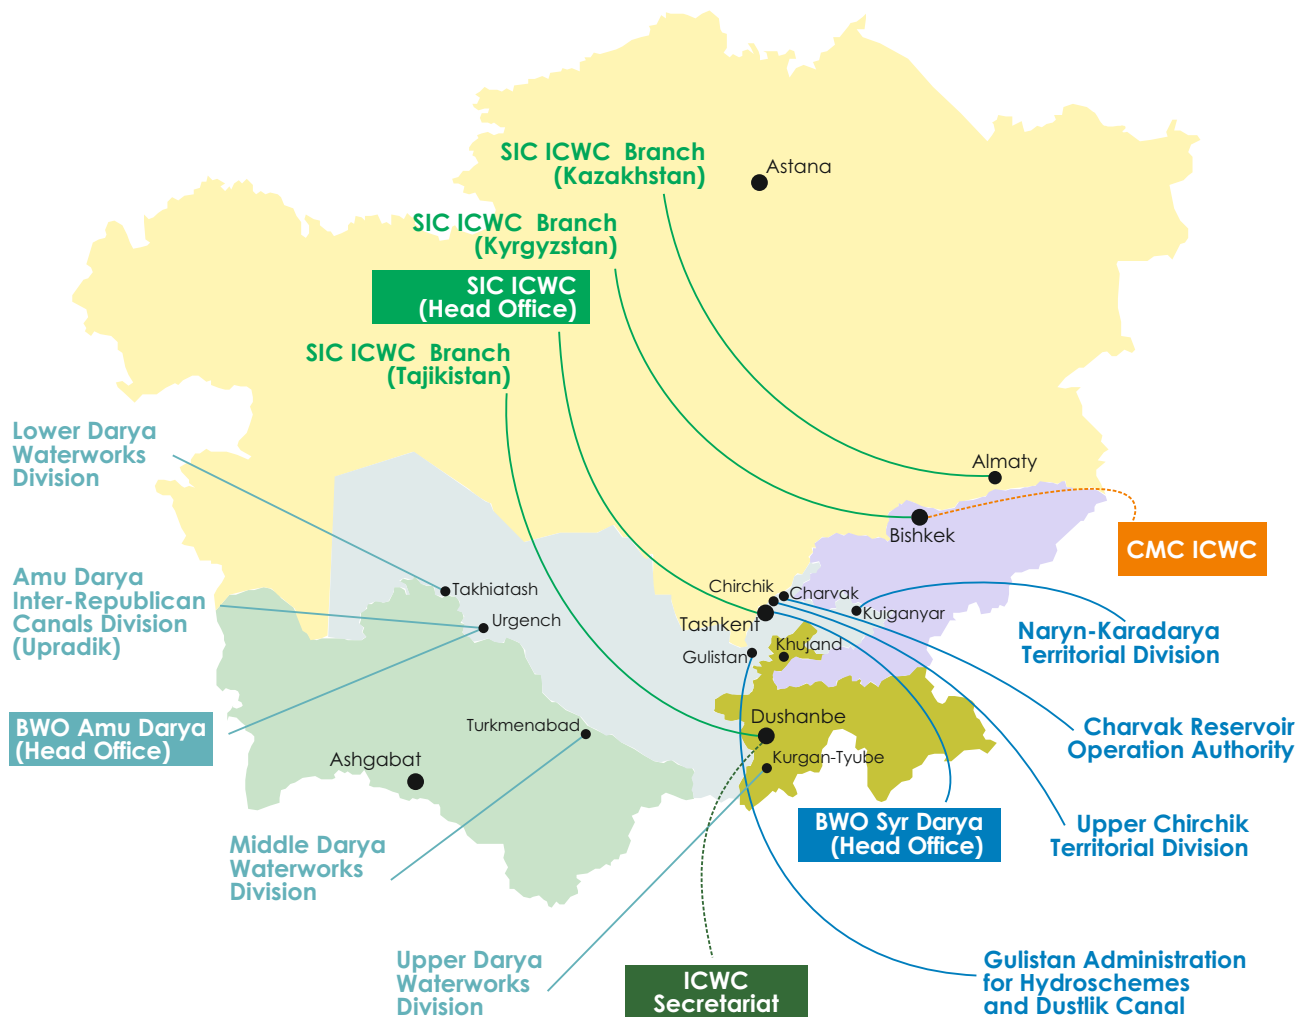 SIC ICWC Branch
(Kazakhstan)
Astana
SIC ICWC Branch
(Kyrgyzstan)
SIC ICWC
(Head Office)
SIC ICWC Branch
(Tajikistan)
Lower Darya
Waterworks
Division
Almaty
Bishkek
CMC ICWC
Amu Darya
Inter-Republican
Canals Division
(Upradik)
Takhiatash
Urgench
Chirchik
Charvak
Kuiganyar
Tashkent
Gulistan
Khujand
Naryn-Karadarya
Territorial Division
BWO Amu Darya
(Head Office)
Turkmenabad
Dushanbe
Ashgabat
Kurgan-Tyube
Charvak Reservoir
Operation Authority
BWO Syr Darya
(Head Office)
Upper Chirchik
Territorial Division
Middle Darya
Waterworks
Division
Upper Darya
Waterworks
Division
ICWC
Secretariat
Gulistan Administration
for Hydroschemes
and Dustlik Canal